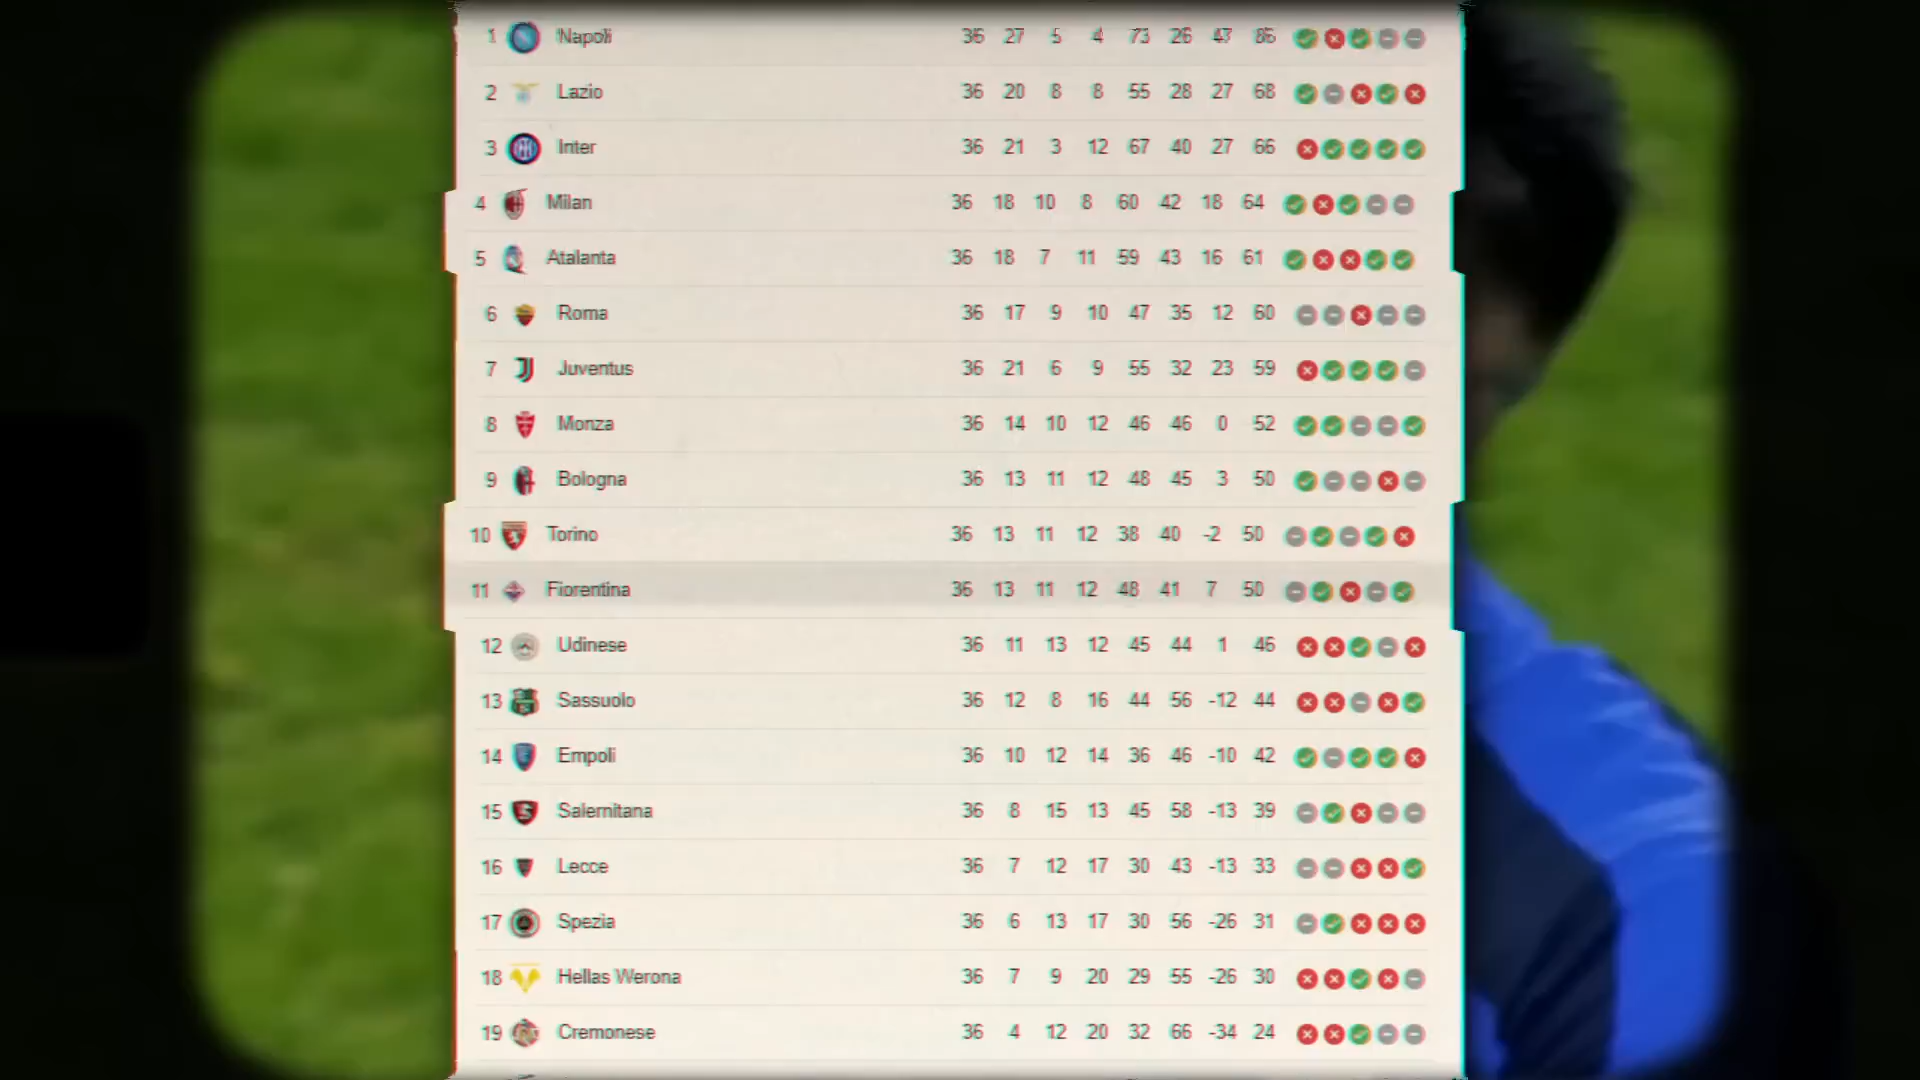 1 Napoli 36 27 5 4 73 26 47 86
2 Lazio 36 20 8 8 55 28 27 68
3 Inter 36 21 3 12 67 40 27 66
4 Milan 36 18 10 8 60 42 18 64
5 Atalanta 36 18 7 11 59 43 16 61
6 Roma 36 17 9 10 47 35 12 60
7 Juventus 36 21 6 9 55 32 23 59
8 Monza 36 14 10 12 46 46 0 52
9 Bologna 36 13 11 12 48 45 3 50
10 Torino 36 13 11 12 38 40 -2 50
11 Fiorentina 36 13 11 12 48 41 7 50
12 Udinese 36 11 13 12 45 44 1 46
13 Sassuolo 36 12 8 16 44 56 -12 44
14 Empoli 36 10 12 14 36 46 -10 42
15 Salernitana 36 8 15 13 45 58 -13 39
16 Lecce 36 7 12 17 30 43 -13 33
17 Spezia 36 6 13 17 30 56 -26 31
18 Hellas Werona 36 7 9 20 29 55 -26 30
19 Cremonese 36 4 12 20 32 66 -34 24